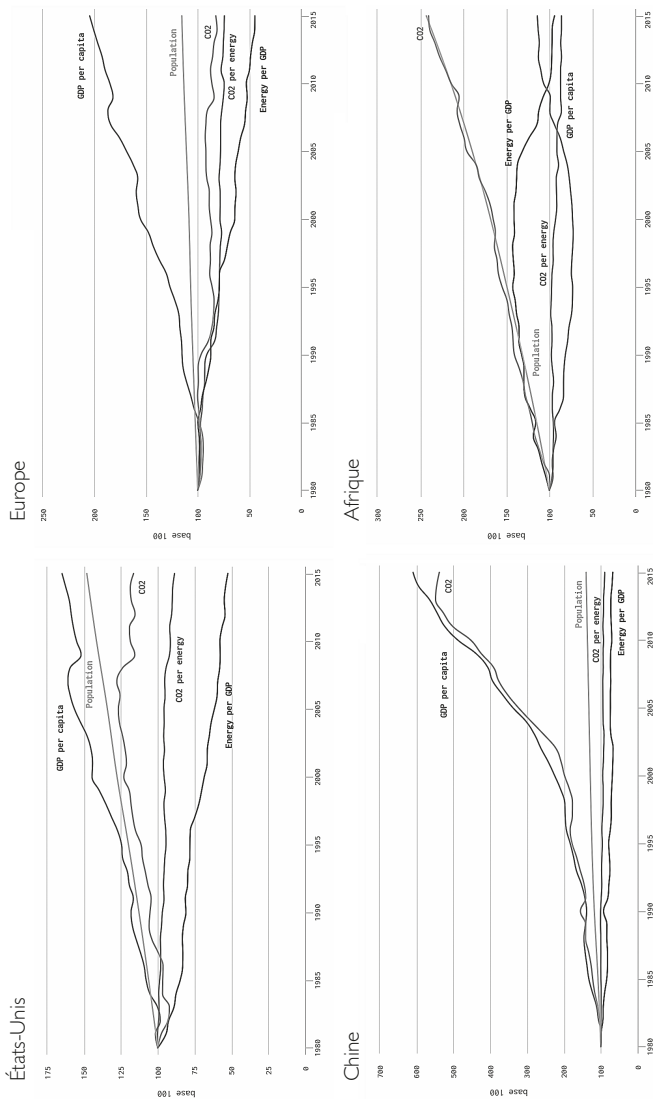 États-Unis
175
150
125
100
75
50
25
0
base 100
1980
1985
1990
1995
2000
2005
2010
2015
GDP per capita
Population
CO2
CO2 per energy
Energy per GDP
Europe
250
200
150
100
50
0
base 100
1980
1985
1990
1995
2000
2005
2010
2015
GDP per capita
Population
CO2
CO2 per energy
Energy per GDP
Chine
700
600
500
400
300
200
100
0
base 100
1980
1985
1990
1995
2000
2005
2010
2015
GDP per capita
CO2
Population
CO2 per energy
Energy per GDP
Afrique
300
250
200
150
100
50
0
base 100
1980
1985
1990
1995
2000
2005
2010
2015
CO2
Energy per GDP
Population
CO2 per energy
GDP per capita